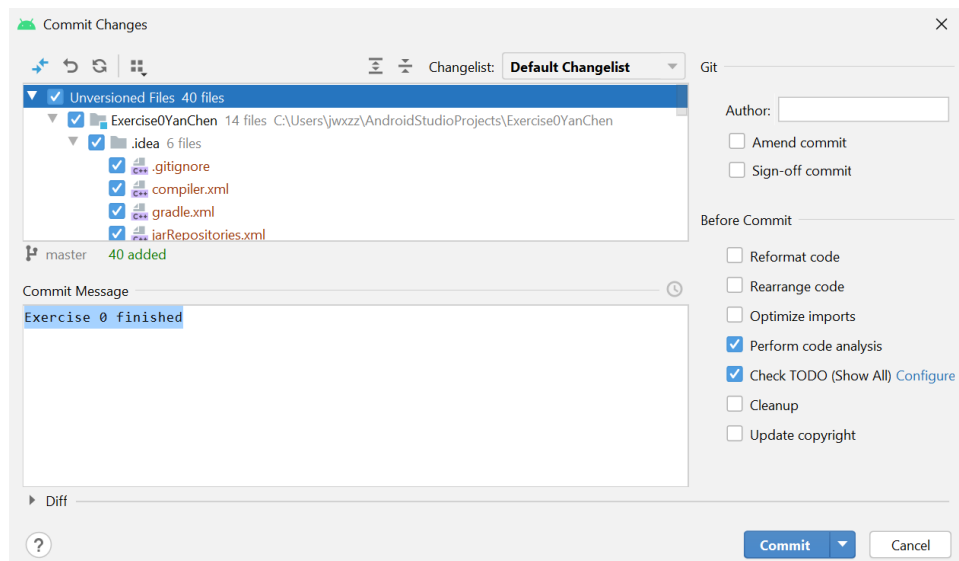 Commit Changes
Changelist: Default Changelist
Git
Unversioned Files 40 files
Exercise0YanChen 14 files C:\Users\jwxzz\AndroidStudioProjects\Exercise0YanChen
.idea 6 files
C++ .gitignore
C++ compiler.xml
C++ gradle.xml
C++ jarRepositories.xml
master 40 added
Author:
Amend commit
Sign-off commit
Before Commit
Reformat code
Rearrange code
Optimize imports
Perform code analysis
Check TODO (Show All) Configure
Cleanup
Update copyright
Commit Message
Exercise 0 finished
Diff
?
Commit
Cancel